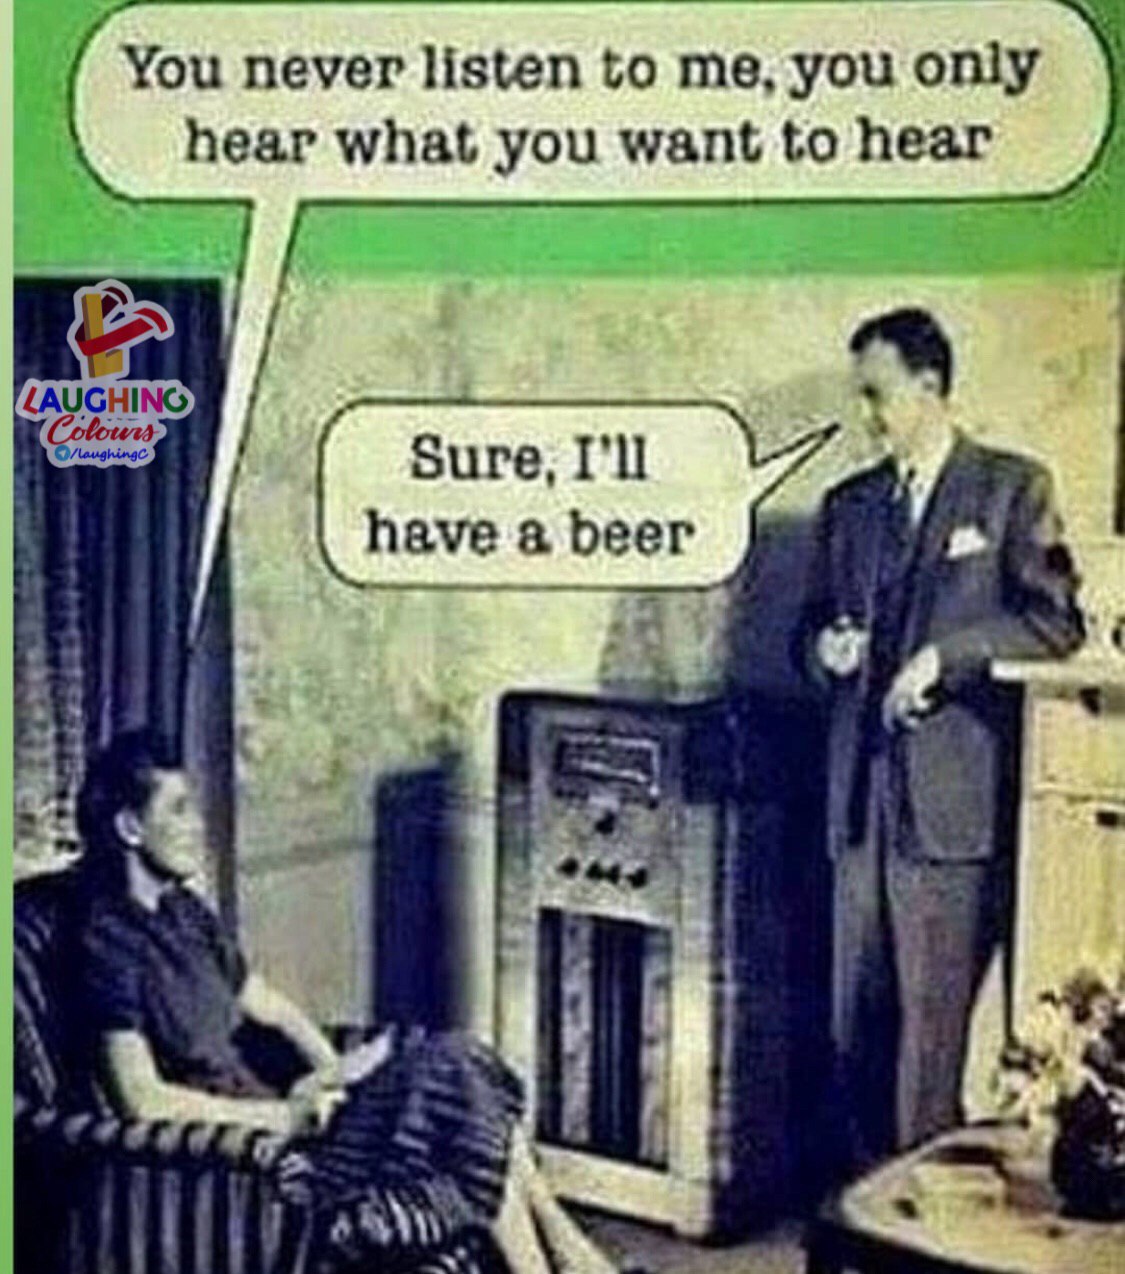 You never listen to me, you only
hear what you want to hear
LAUGHING
Colours
/laughingC
Sure, I'll
have a beer